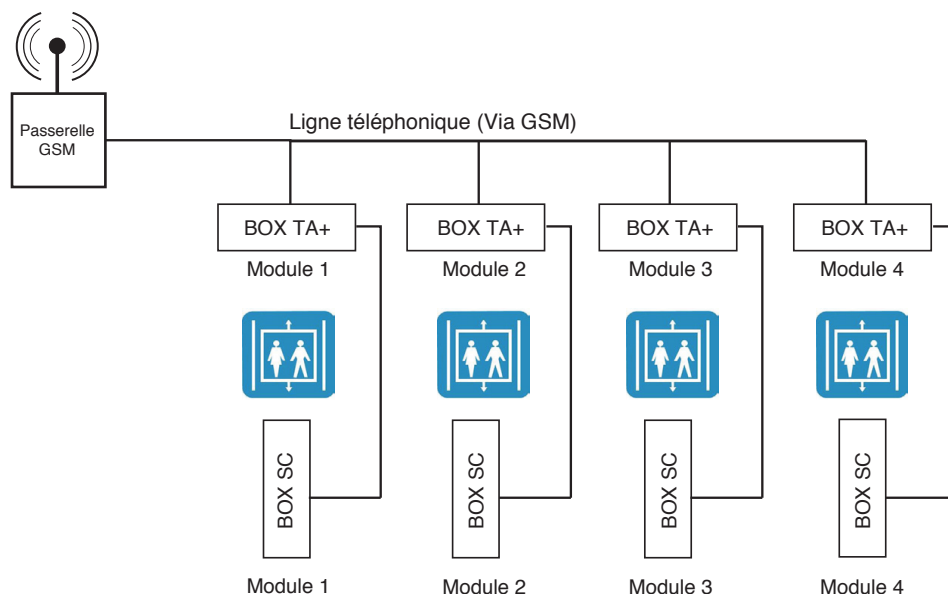 Passerelle
GSM
Ligne téléphonique (Via GSM)
BOX TA+
BOX TA+
BOX TA+
BOX TA+
Module 1
Module 2
Module 3
Module 4
BOX SC
BOX SC
BOX SC
BOX SC
Module 1
Module 2
Module 3
Module 4